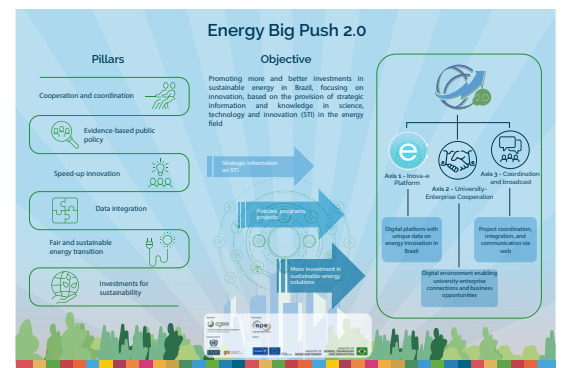 Energy Big Push 2.0
Pillars
Cooperation and coordination
Evidence-based public
policy
Speed-up innovation
Data integration
Fair and sustainable
energy transition
Investments for
sustainability
Objective
Promoting more and better investments in
sustainable energy in Brazil, focusing on
innovation, based on the provision of strategic
information and knowledge in science,
technology and innovation (STI) in the energy
field
Strategic information
on STI
Policies, programs,
projects
More investment in
sustainable energy
solutions
cgee
epe
giz
2.0
Axis 1 - Inova-e
Platform
Axis 2 - University-
Enterprise Cooperation
Axis 3 - Coordination
and broadcast
Digital platform with
unique data on
energy innovation in
Brazil
Digital environment enabling
university-enterprise
connections and business
opportunities
Project coordination,
integration, and
communication via
web